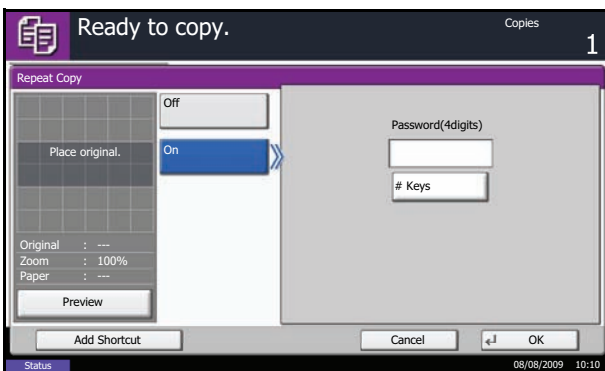 Ready to copy.
Copies
1
Repeat Copy
Place original.
Original : ---
Zoom : 100%
Paper : ---
Preview
Off
On
Password(4digits)
# Keys
Add Shortcut
Cancel
OK
Status
08/08/2009 10:10